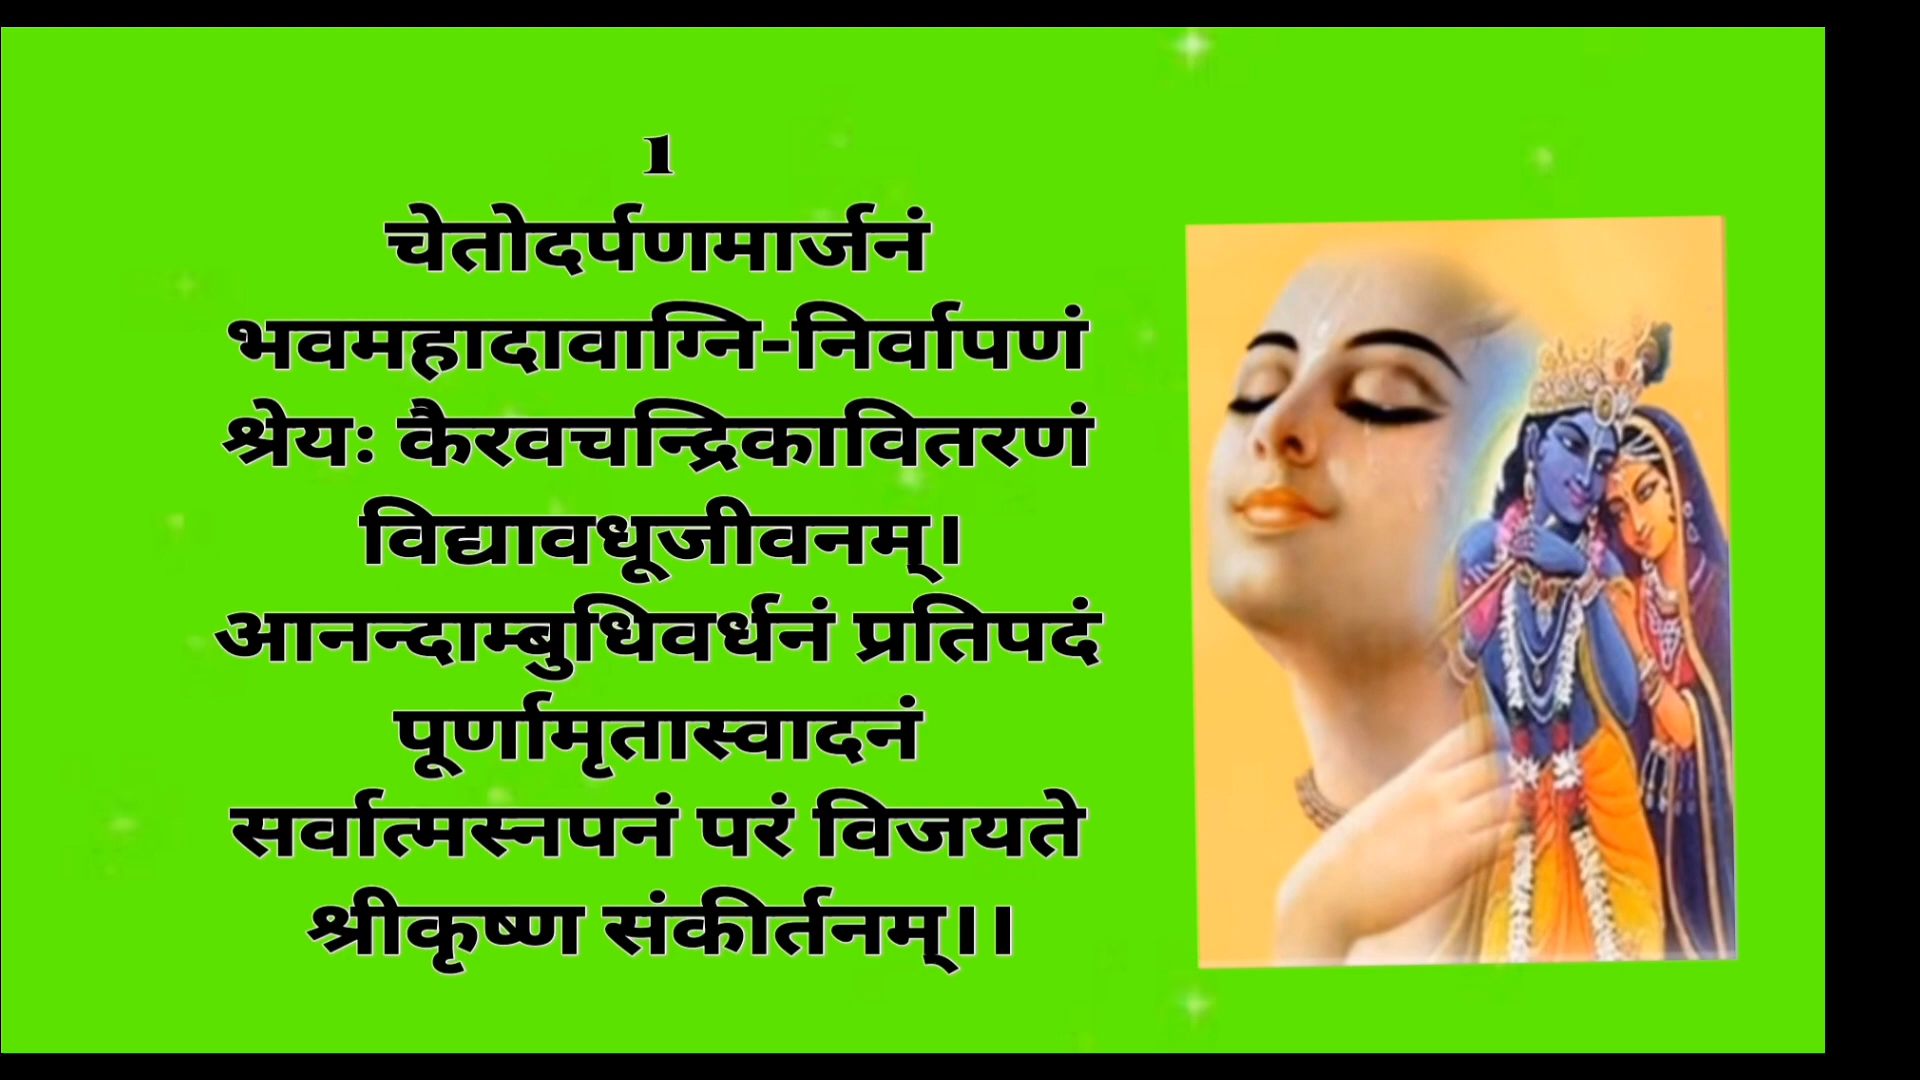 1
चेतोदर्पणमार्जनं
भवमहादावाग्नि-निर्वापणं
श्रेयः कैरवचन्द्रिकावितरणं
विद्यावधूजीवनम्।
आनन्दाम्बुधिवर्धनं प्रतिपदं
पूर्णामृतास्वादनं
सर्वात्मस्नपनं परं विजयते
श्रीकृष्ण संकीर्तनम्।।